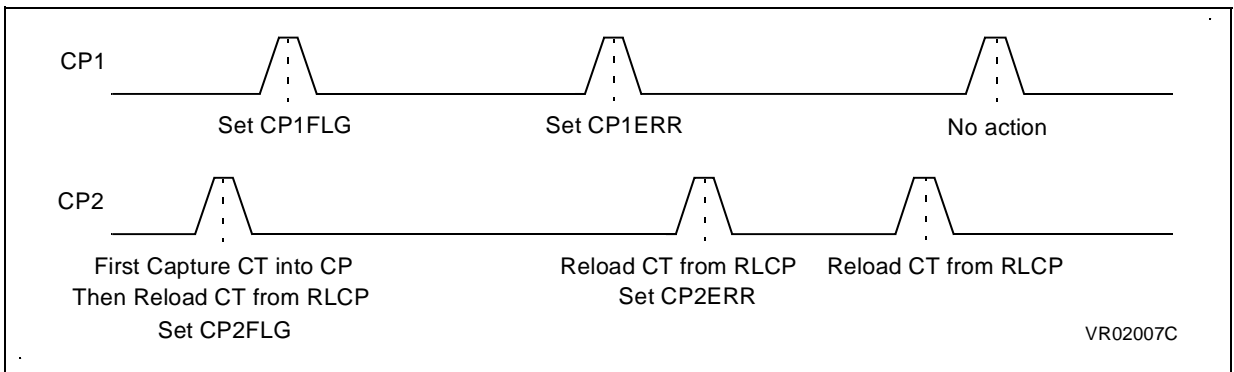 CP1
Set CP1FLG
Set CP1ERR
No action
CP2
First Capture CT into CP
Then Reload CT from RLCP
Set CP2FLG
Reload CT from RLCP
Set CP2ERR
Reload CT from RLCP
VR02007C